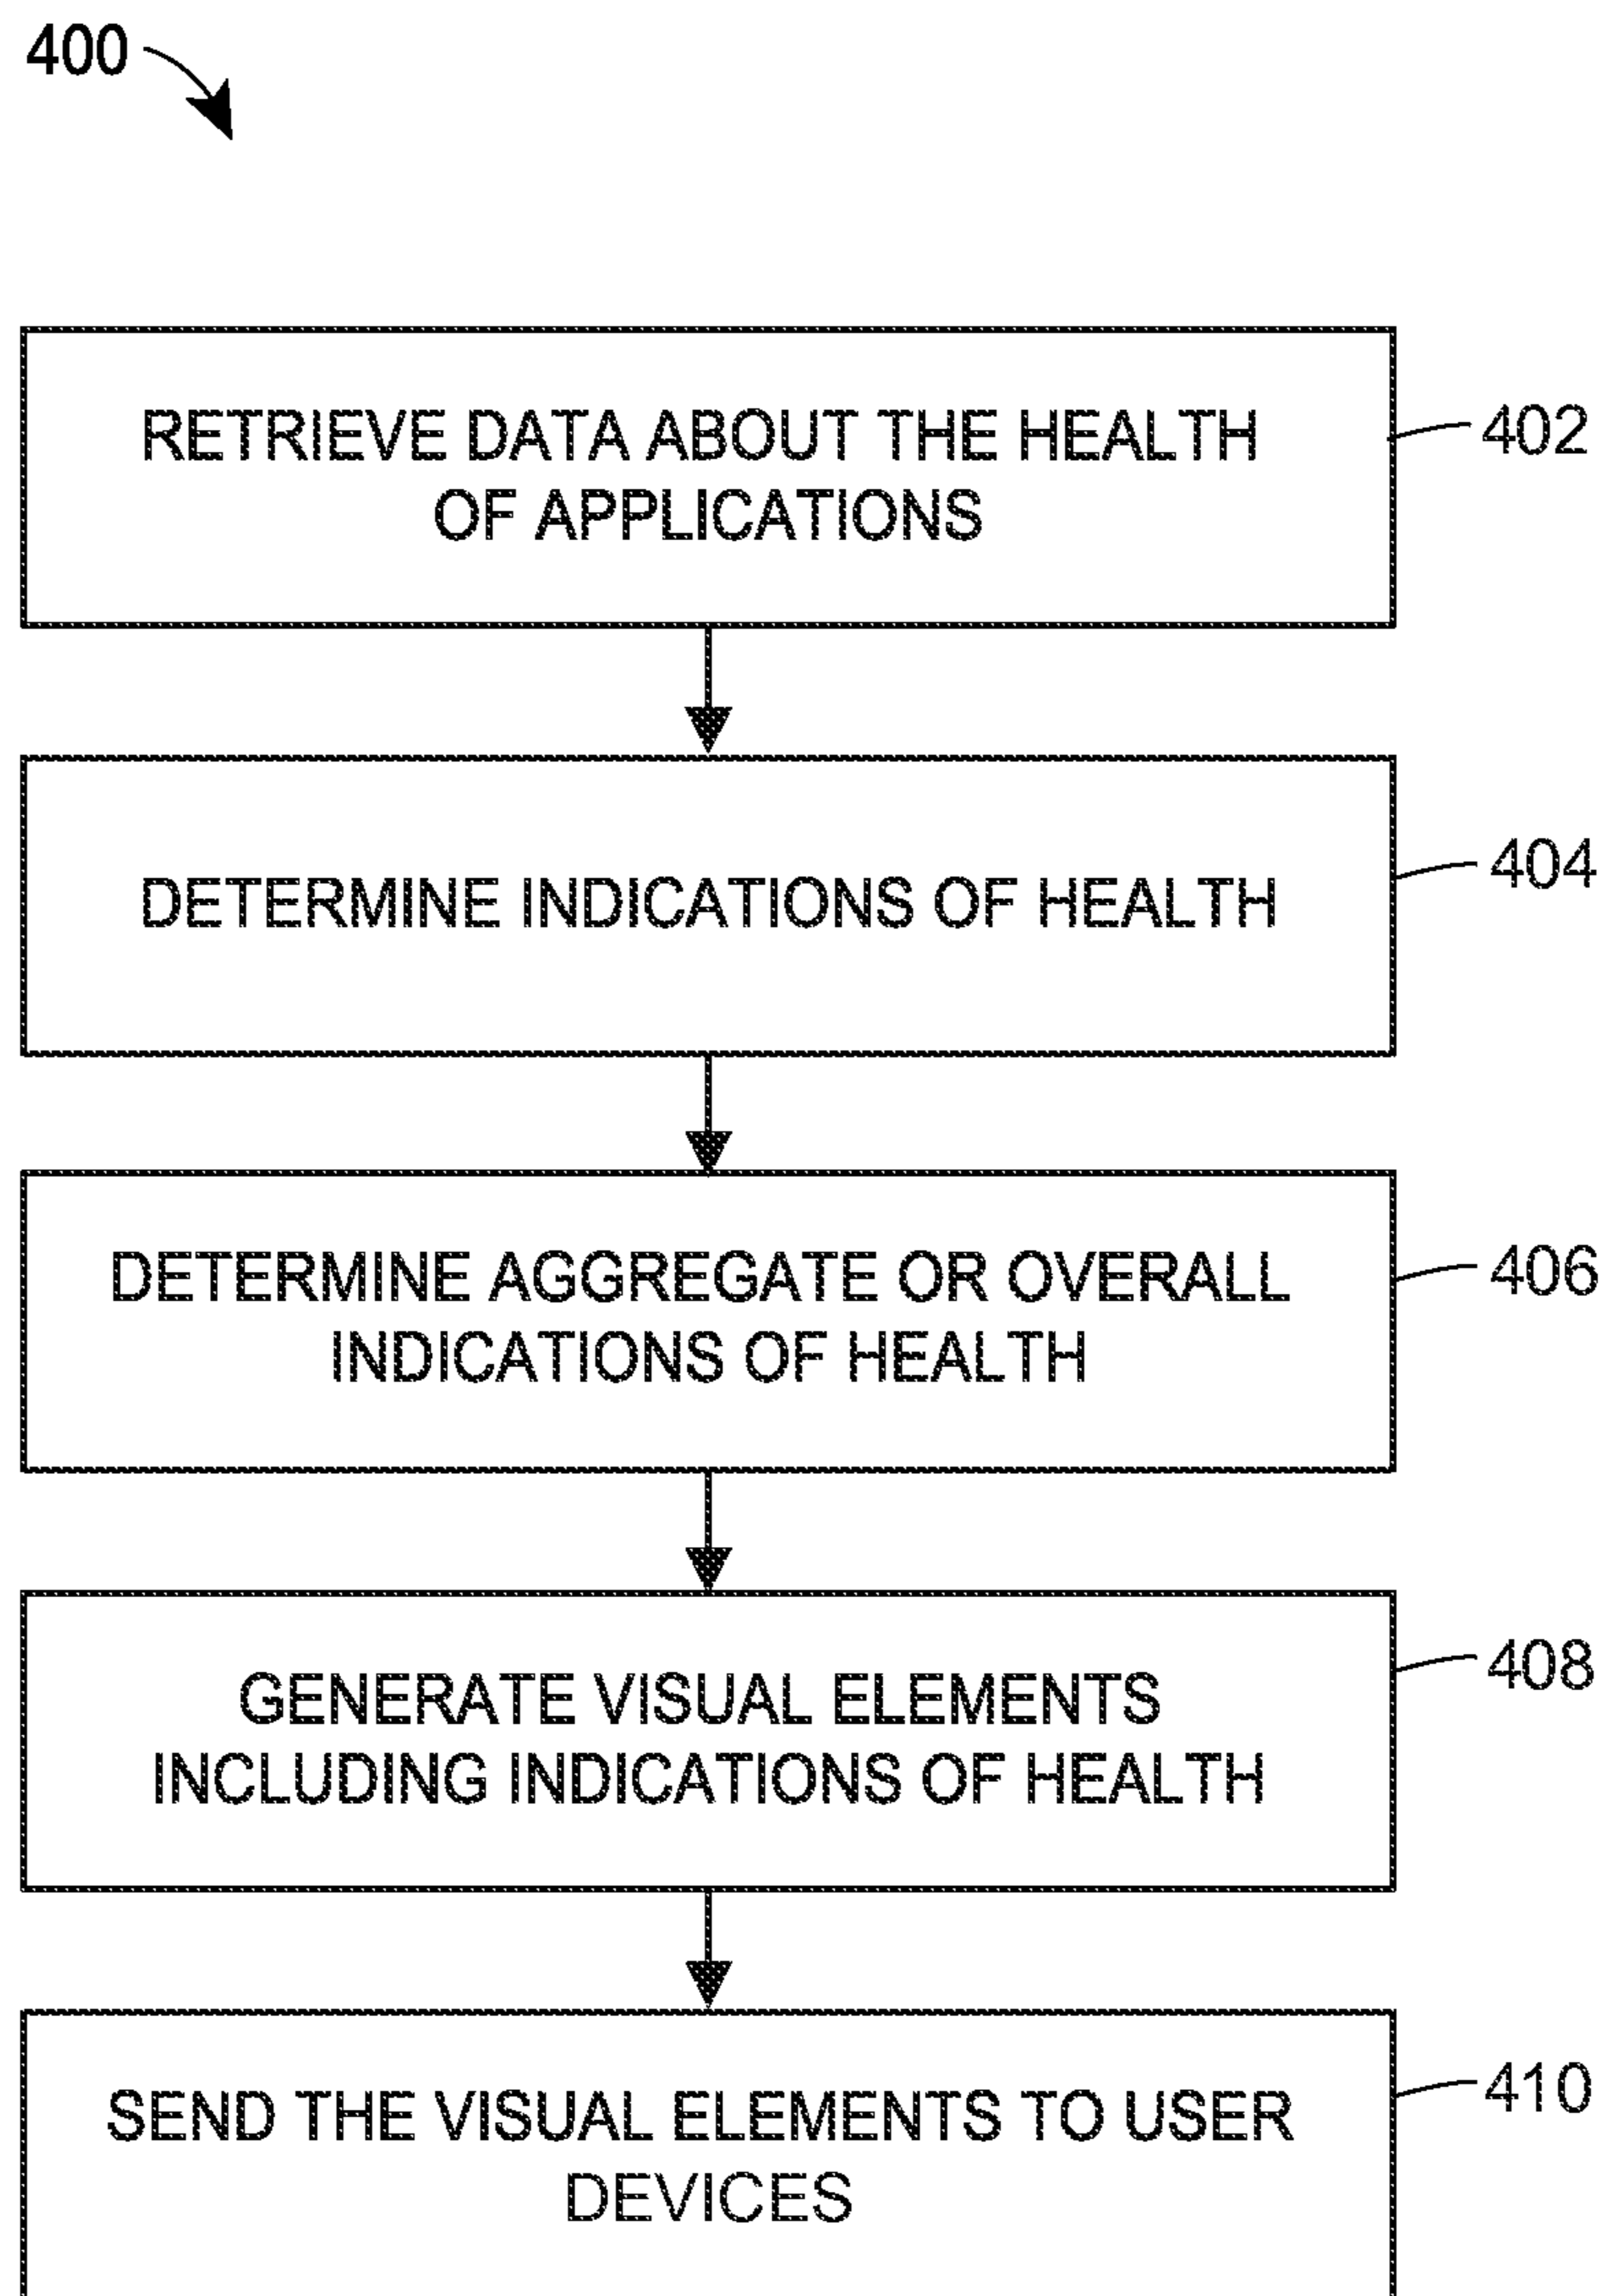 400
RETRIEVE DATA ABOUT THE HEALTH
OF APPLICATIONS
402
DETERMINE INDICATIONS OF HEALTH
404
DETERMINE AGGREGATE OR OVERALL
INDICATIONS OF HEALTH
406
GENERATE VISUAL ELEMENTS
INCLUDING INDICATIONS OF HEALTH
408
SEND THE VISUAL ELEMENTS TO USER
DEVICES
410